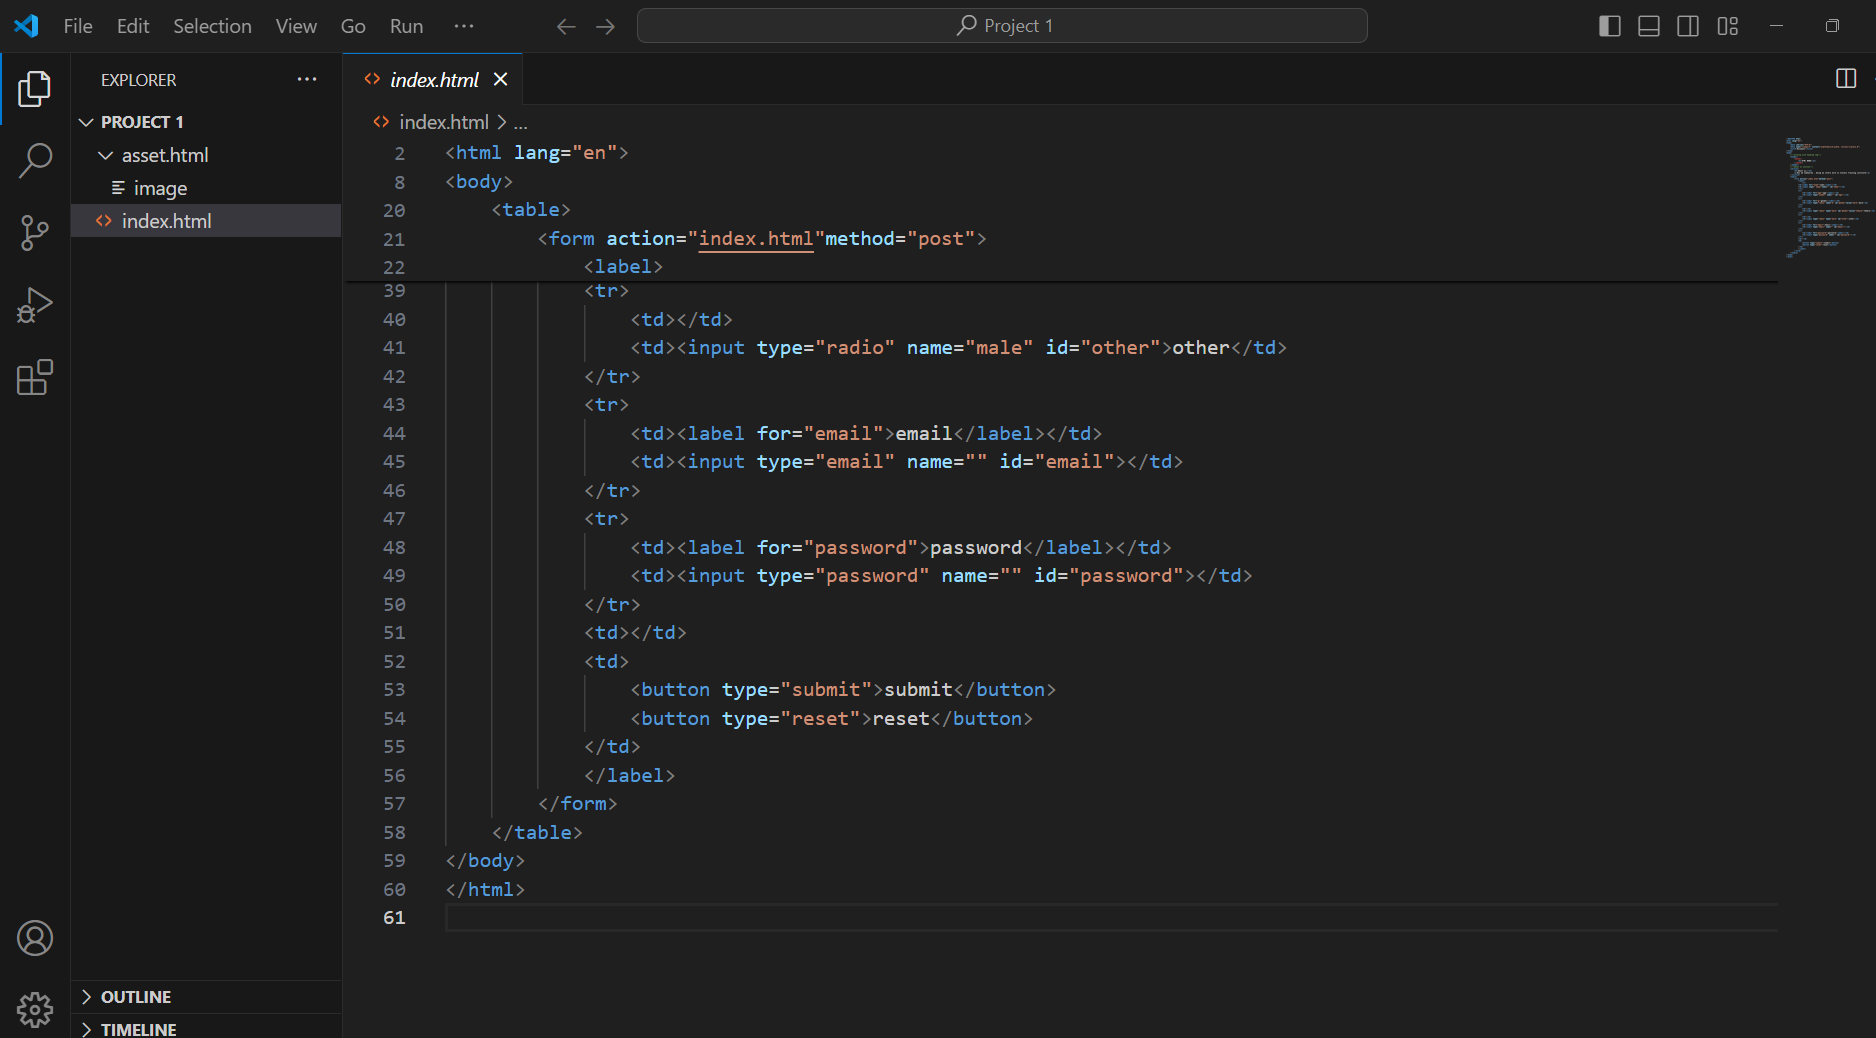 File Edit Selection View Go Run ···
Project 1
EXPLORER ···
PROJECT 1
asset.html
image
index.html
index.html
index.html > ...
2 <html lang="en">
8 <body>
20 <table>
21 <form action="index.html"method="post">
22 <label>
39 <tr>
40 <td></td>
41 <td><input type="radio" name="male" id="other">other</td>
42 </tr>
43 <tr>
44 <td><label for="email">email</label></td>
45 <td><input type="email" name="" id="email"></td>
46 </tr>
47 <tr>
48 <td><label for="password">password</label></td>
49 <td><input type="password" name="" id="password"></td>
50 </tr>
51 <td></td>
52 <td>
53 <button type="submit">submit</button>
54 <button type="reset">reset</button>
55 </td>
56 </label>
57 </form>
58 </table>
59 </body>
60 </html>
61
OUTLINE
TIMELINE